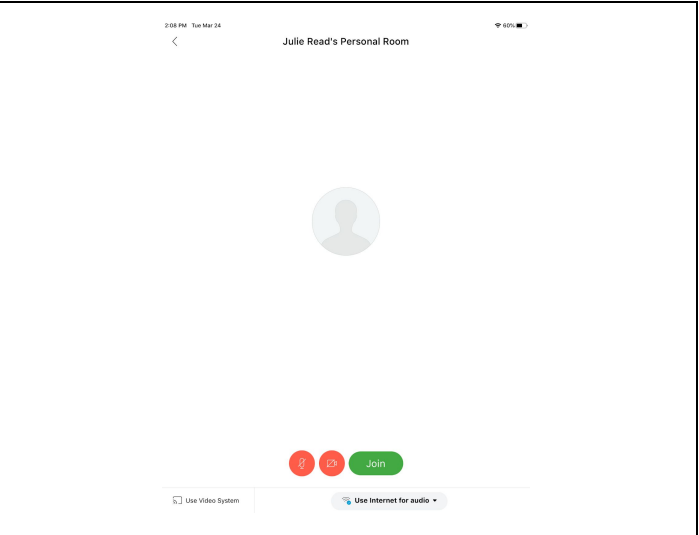 2:08 PM Tue Mar 24 60%
Julie Read's Personal Room
Join
Use Video System Use Internet for audio